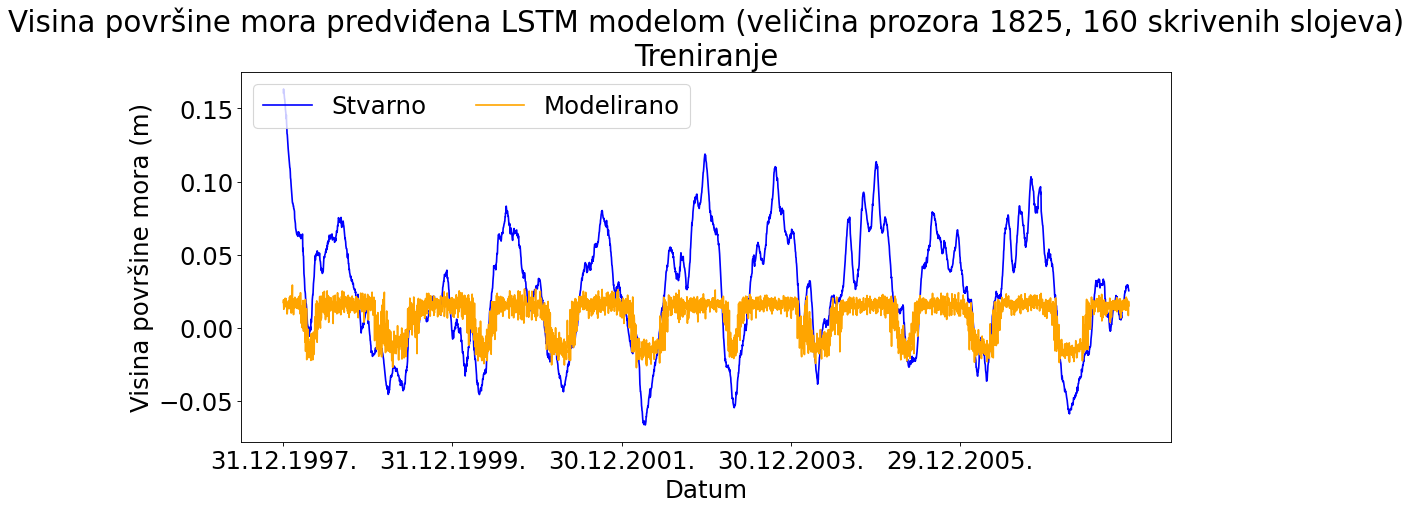 Visina površine mora predviđena LSTM modelom (veličina prozora 1825, 160 skrivenih slojeva)
Treniranje
Stvarno Modelirano
Visina površine mora (m)
0.15
0.10
0.05
0.00
−0.05
31.12.1997. 31.12.1999. 30.12.2001. 30.12.2003. 29.12.2005.
Datum